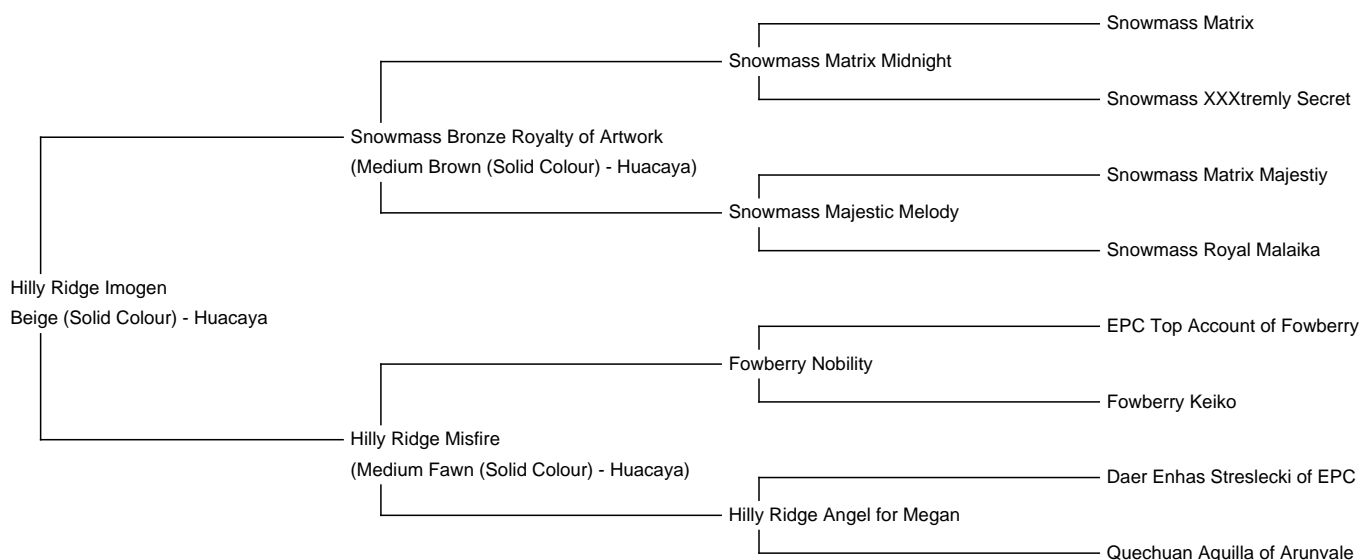 Snowmass Matrix
Snowmass Matrix Midnight
Snowmass XXXtremly Secret
Snowmass Bronze Royalty of Artwork
(Medium Brown (Solid Colour) - Huacaya)
Snowmass Matrix Majestiy
Snowmass Majestic Melody
Snowmass Royal Malaika
Hilly Ridge Imogen
Beige (Solid Colour) - Huacaya
EPC Top Account of Fowberry
Fowberry Nobility
Fowberry Keiko
Hilly Ridge Misfire
(Medium Fawn (Solid Colour) - Huacaya)
Daer Enhas Streslecki of EPC
Hilly Ridge Angel for Megan
Quechuan Aquilla of Arunvale